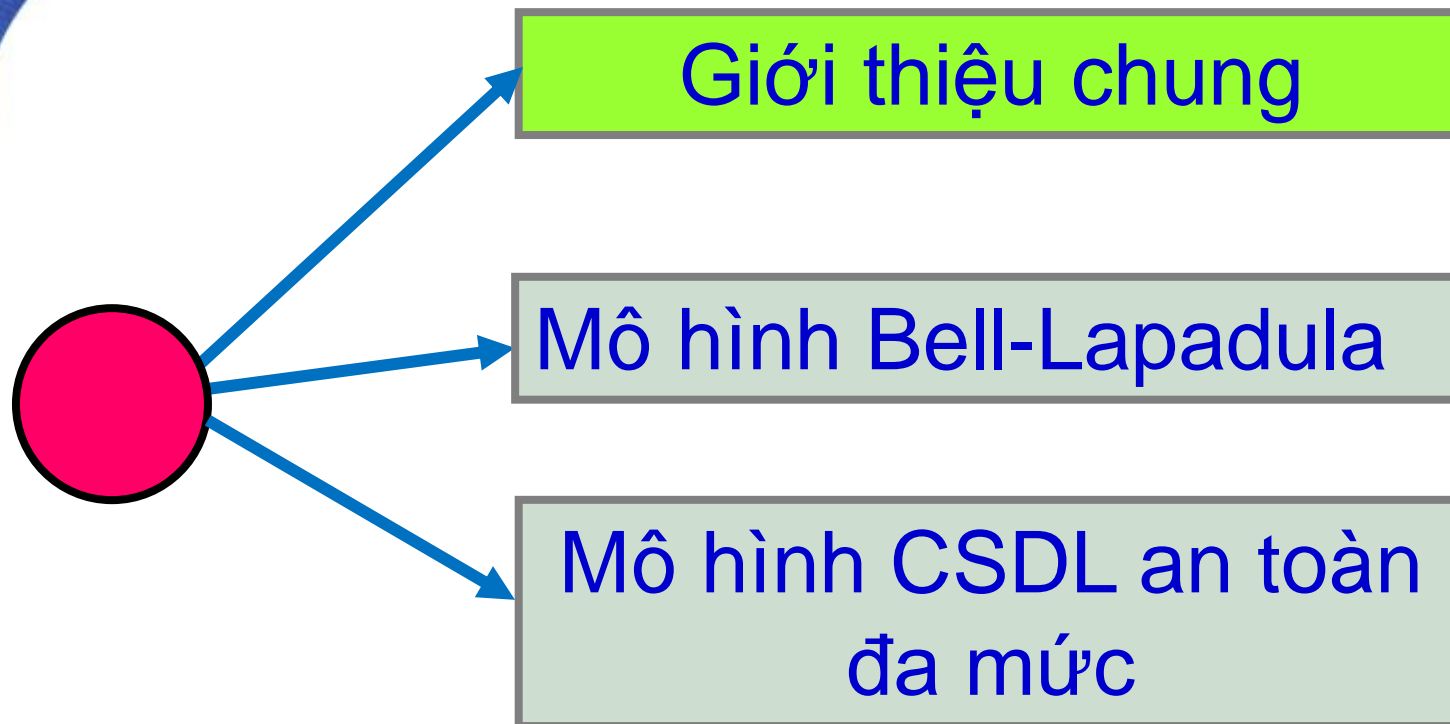 Giới thiệu chung
Mô hình Bell-Lapadula
Mô hình CSDL an toàn
đa mức